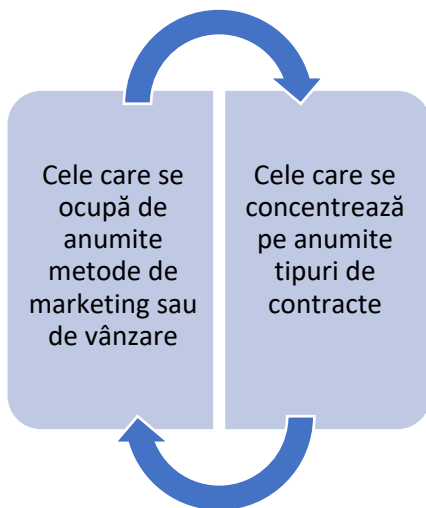 Cele care se
ocupă de
anumite
metode de
marketing sau
de vânzare
Cele care se
concentrează
pe anumite
tipuri de
contracte